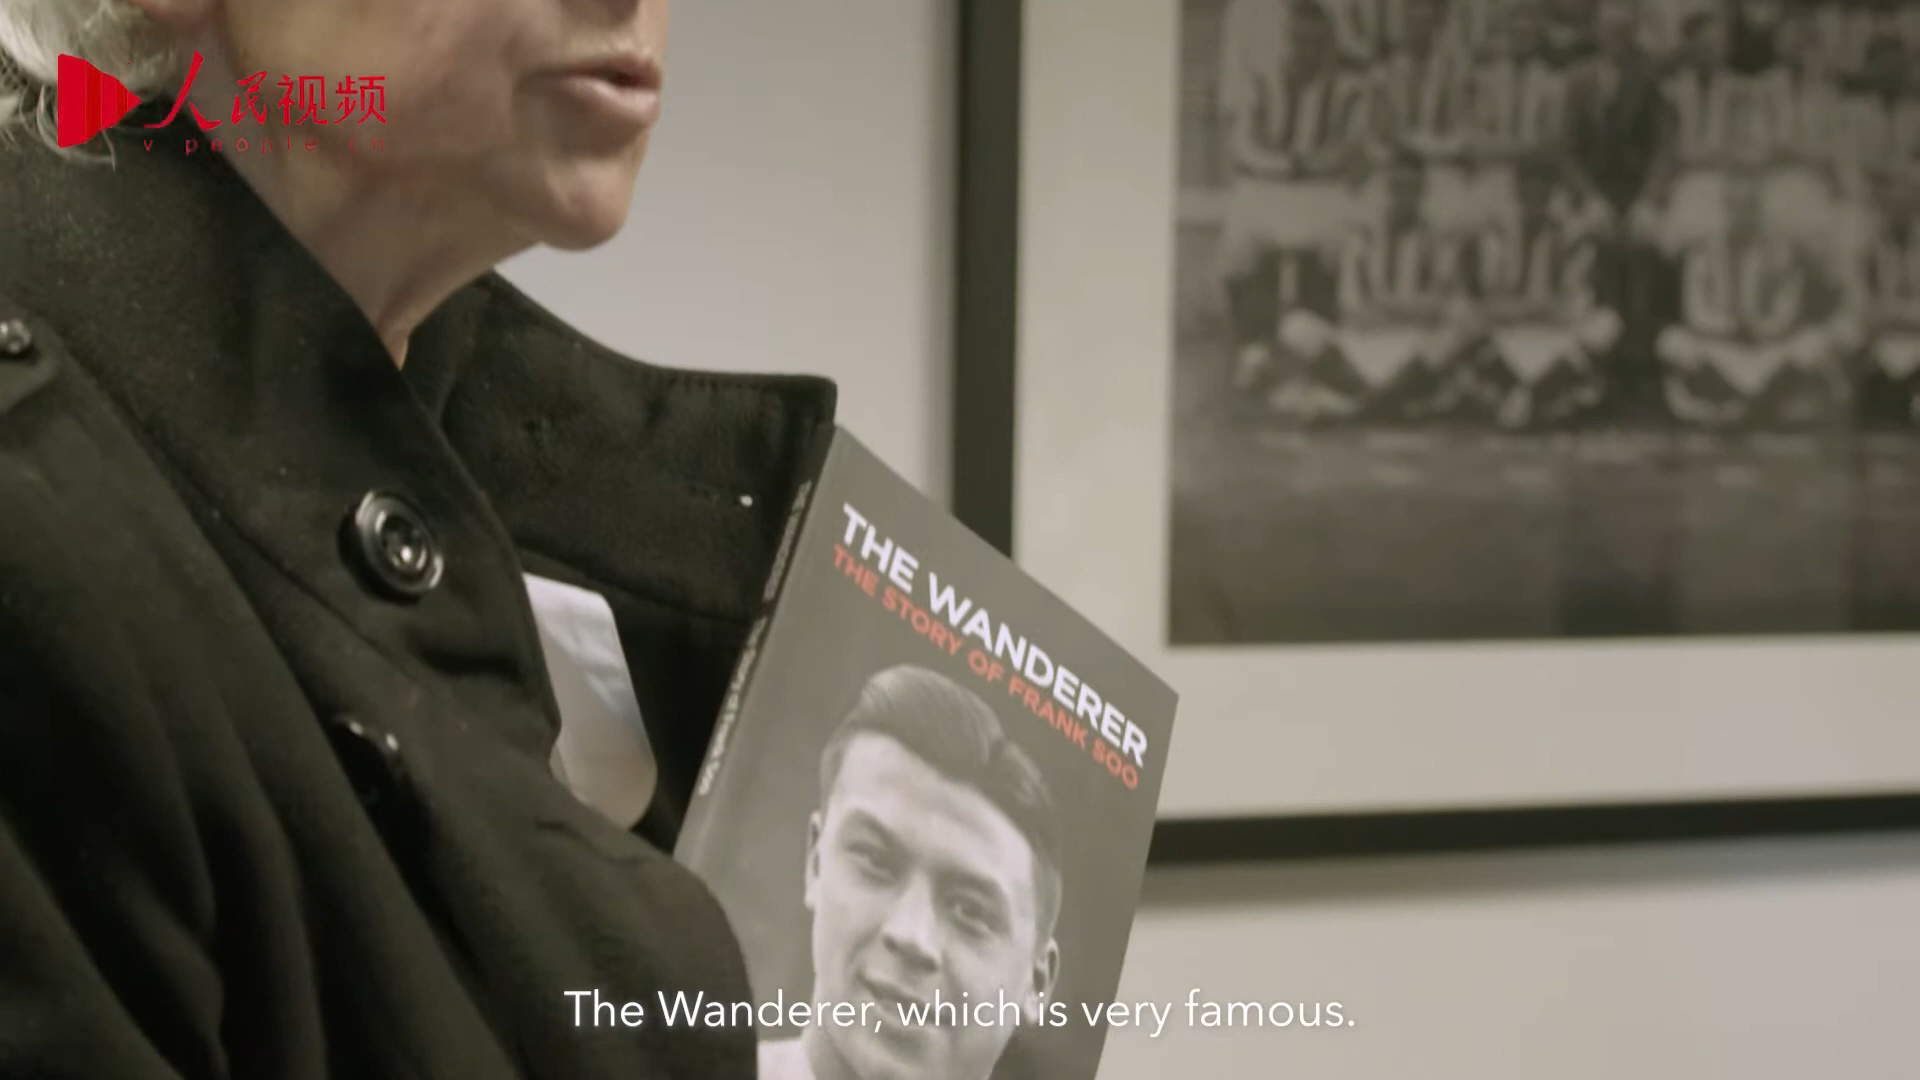 人民视频
v people cn
THE WANDERER
THE STORY OF FRANK SOO
The Wanderer, which is very famous.